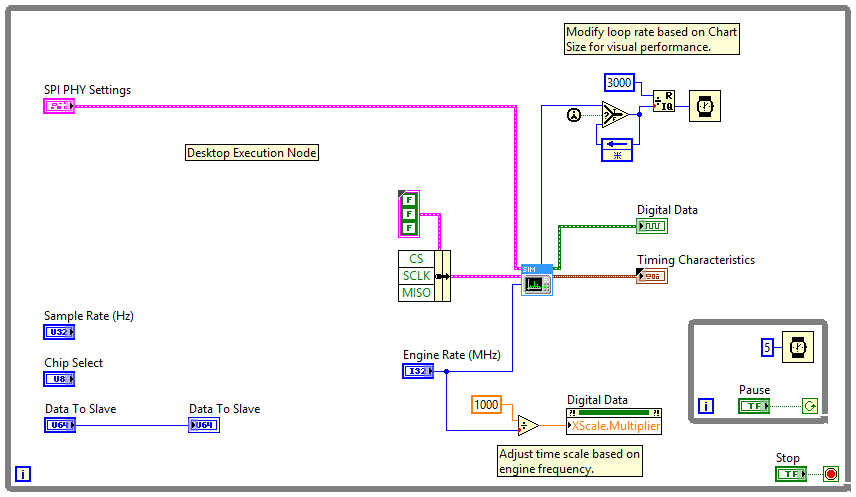 Modify loop rate based on Chart
Size for visual performance.
SPI PHY Settings
3000
R
IQ
?
T
F
Desktop Execution Node
F
F
F
Digital Data
CS
SCLK
MISO
SIM
Timing Characteristics
906
Sample Rate (Hz)
U32
Chip Select
U8
Engine Rate (MHz)
I32
5
Pause
TF
i
Data To Slave
U64
Data To Slave
U64
1000
Digital Data
?!
?!
XScale.Multiplier
Adjust time scale based on
engine frequency.
Stop
TF
i